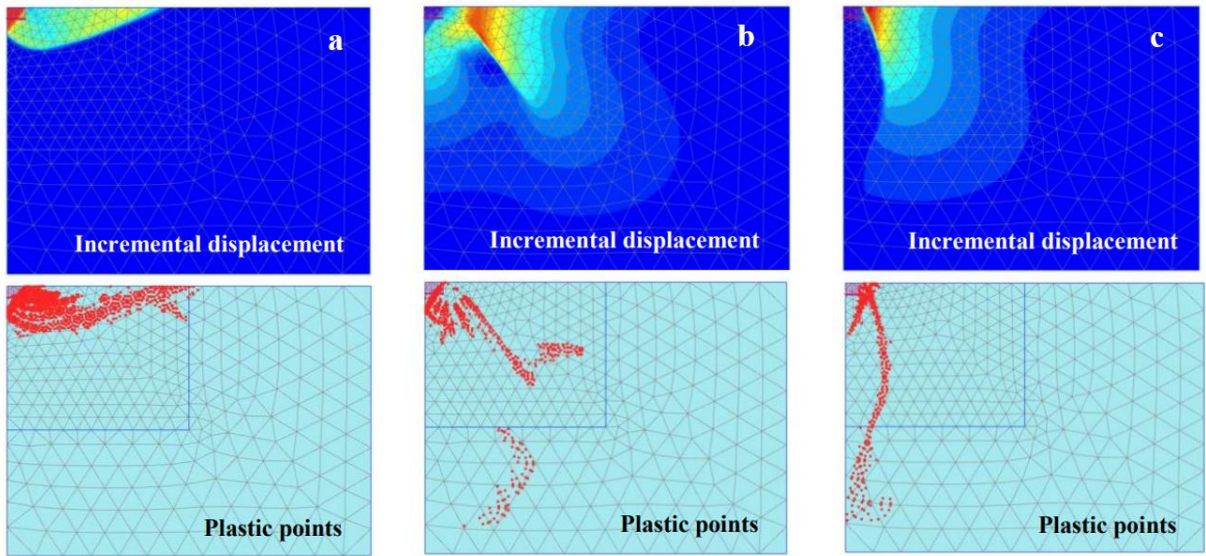 a
b
c
Incremental displacement
Incremental displacement
Incremental displacement
Plastic points
Plastic points
Plastic points